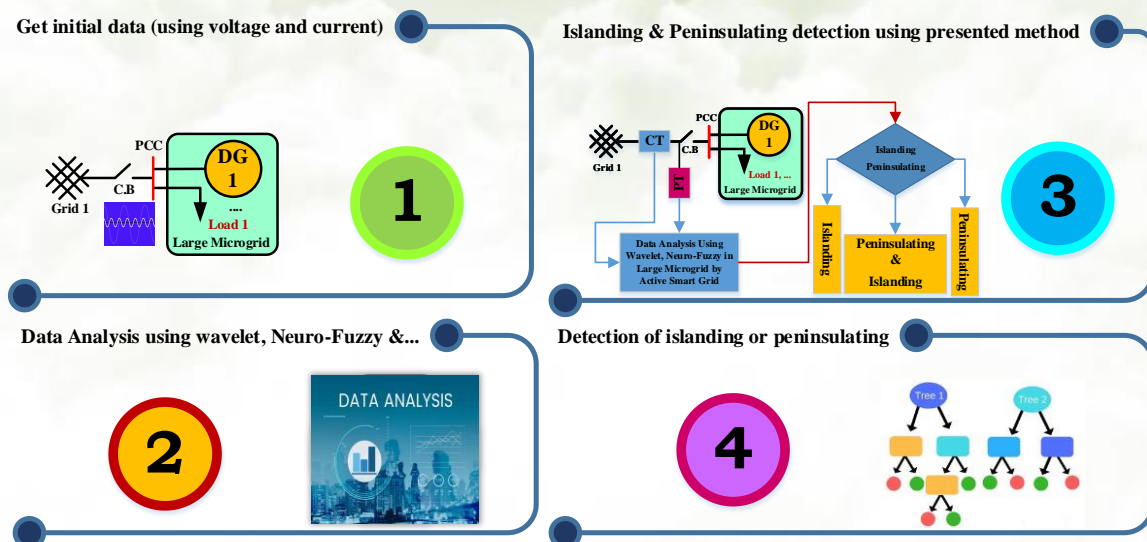 Get initial data (using voltage and current)
PCC
DG
1
C.B
Grid 1
....
Load 1
Large Microgrid
1
Islanding & Peninsulating detection using presented method
PCC
CT
C.B
DG
1
Grid 1
PT
Load 1, ...
Large Microgrid
Data Analysis Using
Wavelet, Neuro-Fuzzy in
Large Microgrid by
Active Smart Grid
Islanding
Peninsulating
Islanding
Peninsulating
&
Islanding
Peninsulating
3
Data Analysis using wavelet, Neuro-Fuzzy &...
2
DATA ANALYSIS
Detection of islanding or peninsulating
4
Tree 1
Tree 2